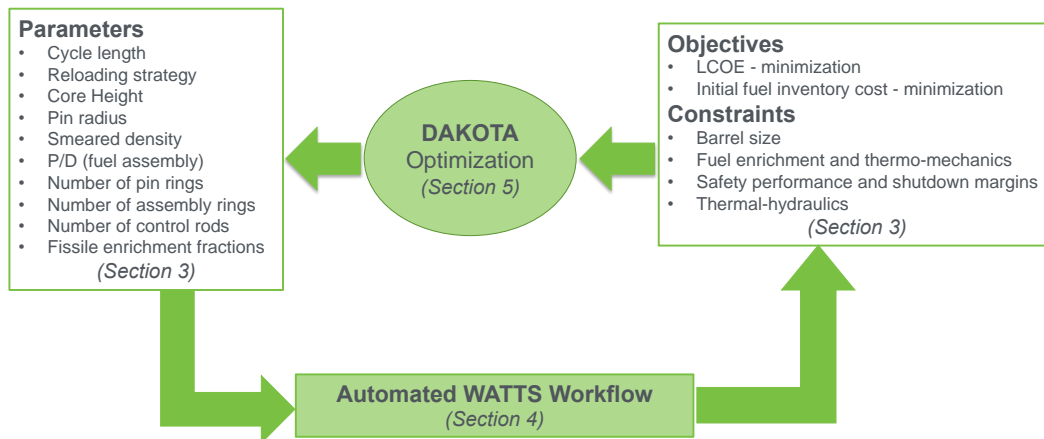 Parameters
• Cycle length
• Reloading strategy
• Core Height
• Pin radius
• Smeared density
• P/D (fuel assembly)
• Number of pin rings
• Number of assembly rings
• Number of control rods
• Fissile enrichment fractions
(Section 3)
DAKOTA
Optimization
(Section 5)
Objectives
• LCOE - minimization
• Initial fuel inventory cost - minimization
Constraints
• Barrel size
• Fuel enrichment and thermo-mechanics
• Safety performance and shutdown margins
• Thermal-hydraulics
(Section 3)
Automated WATTS Workflow
(Section 4)